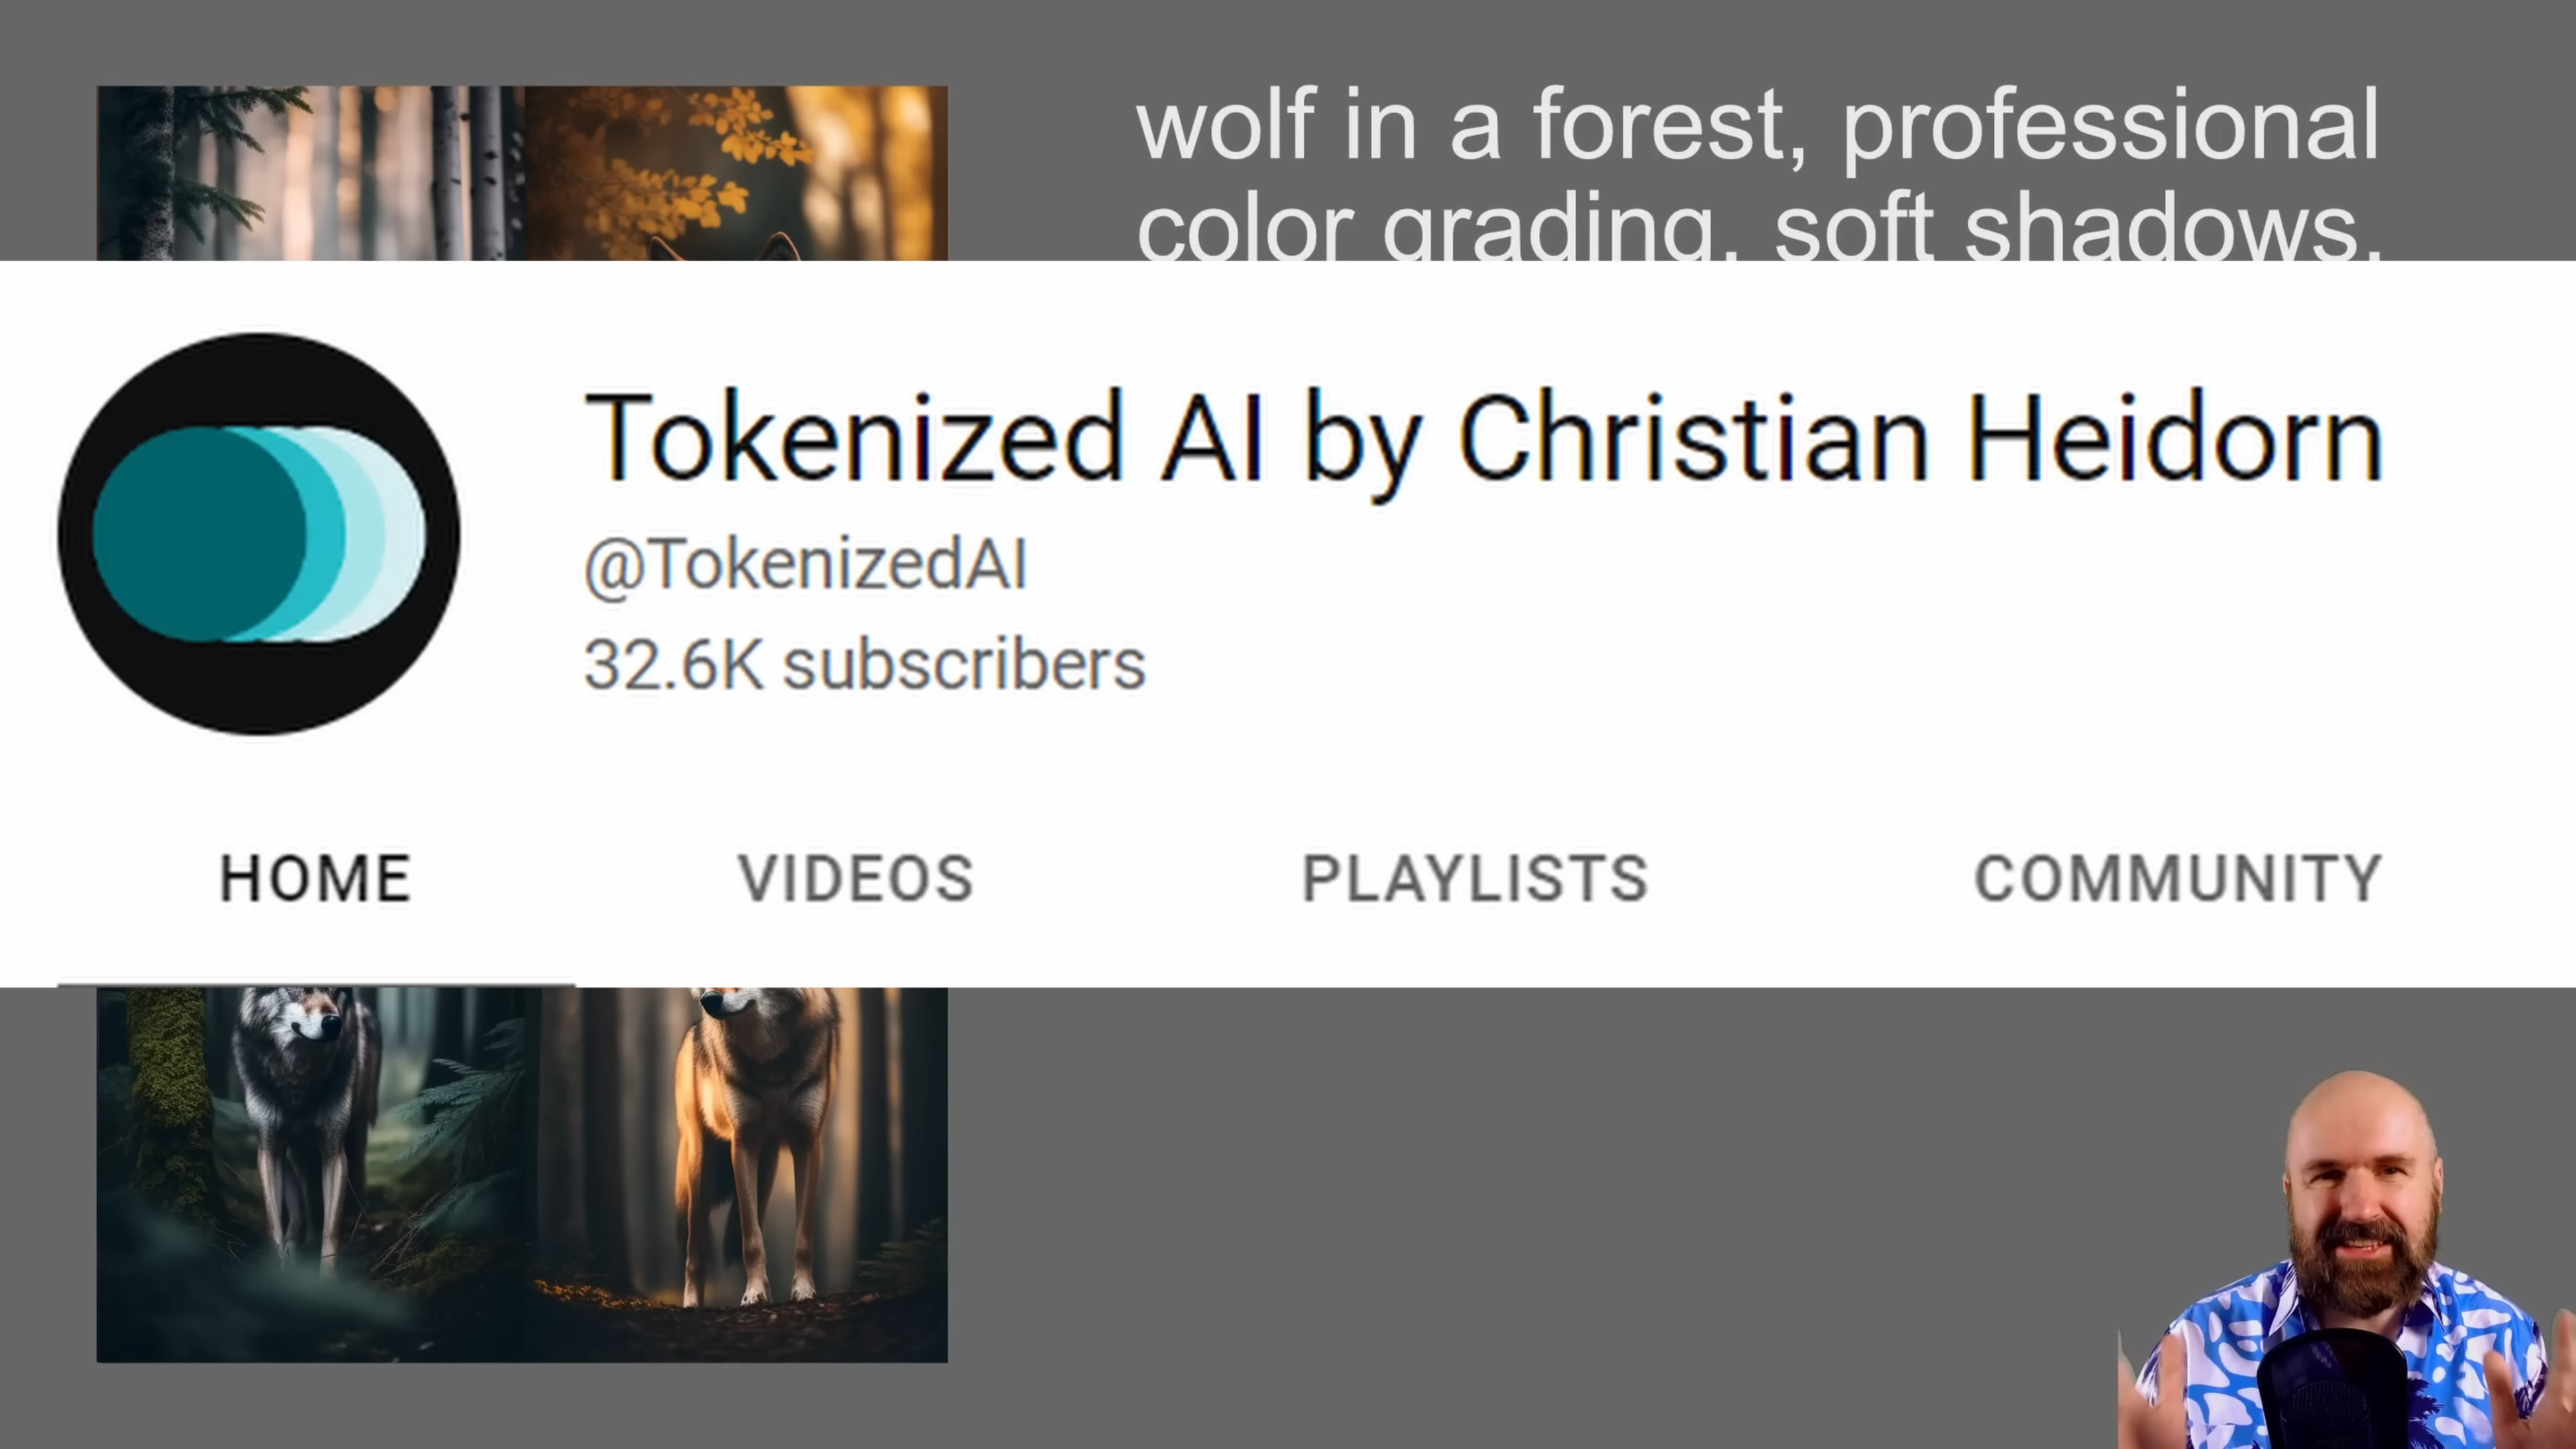 wolf in a forest, professional
color grading, soft shadows,
Tokenized AI by Christian Heidorn
@TokenizedAI
32.6K subscribers
HOME VIDEOS PLAYLISTS COMMUNITY